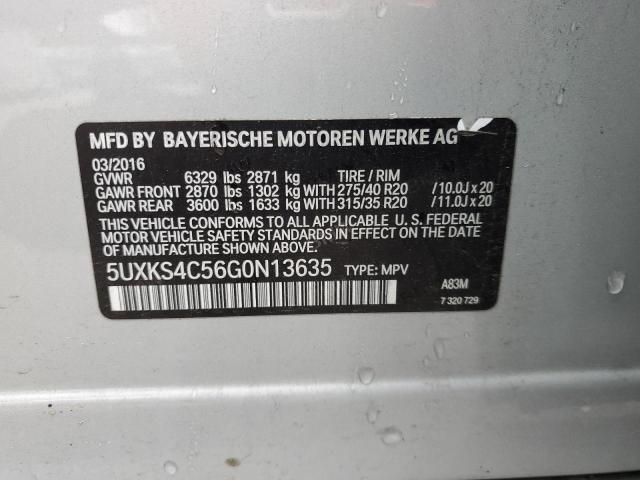 MFD BY BAYERISCHE MOTOREN WERKE AG
03/2016
GVWR 6329 lbs 2871 kg TIRE / RIM
GAWR FRONT 2870 lbs 1302 kg WITH 275/40 R20 /10.0J x 20
GAWR REAR 3600 lbs 1633 kg WITH 315/35 R20 /11.0J x 20
THIS VEHICLE CONFORMS TO ALL APPLICABLE U. S. FEDERAL
MOTOR VEHICLE SAFETY STANDARDS IN EFFECT ON THE DATE
OF MANUFACTURE SHOWN ABOVE.
5UXKS4C56G0N13635 TYPE: MPV
A83M
7 320 729